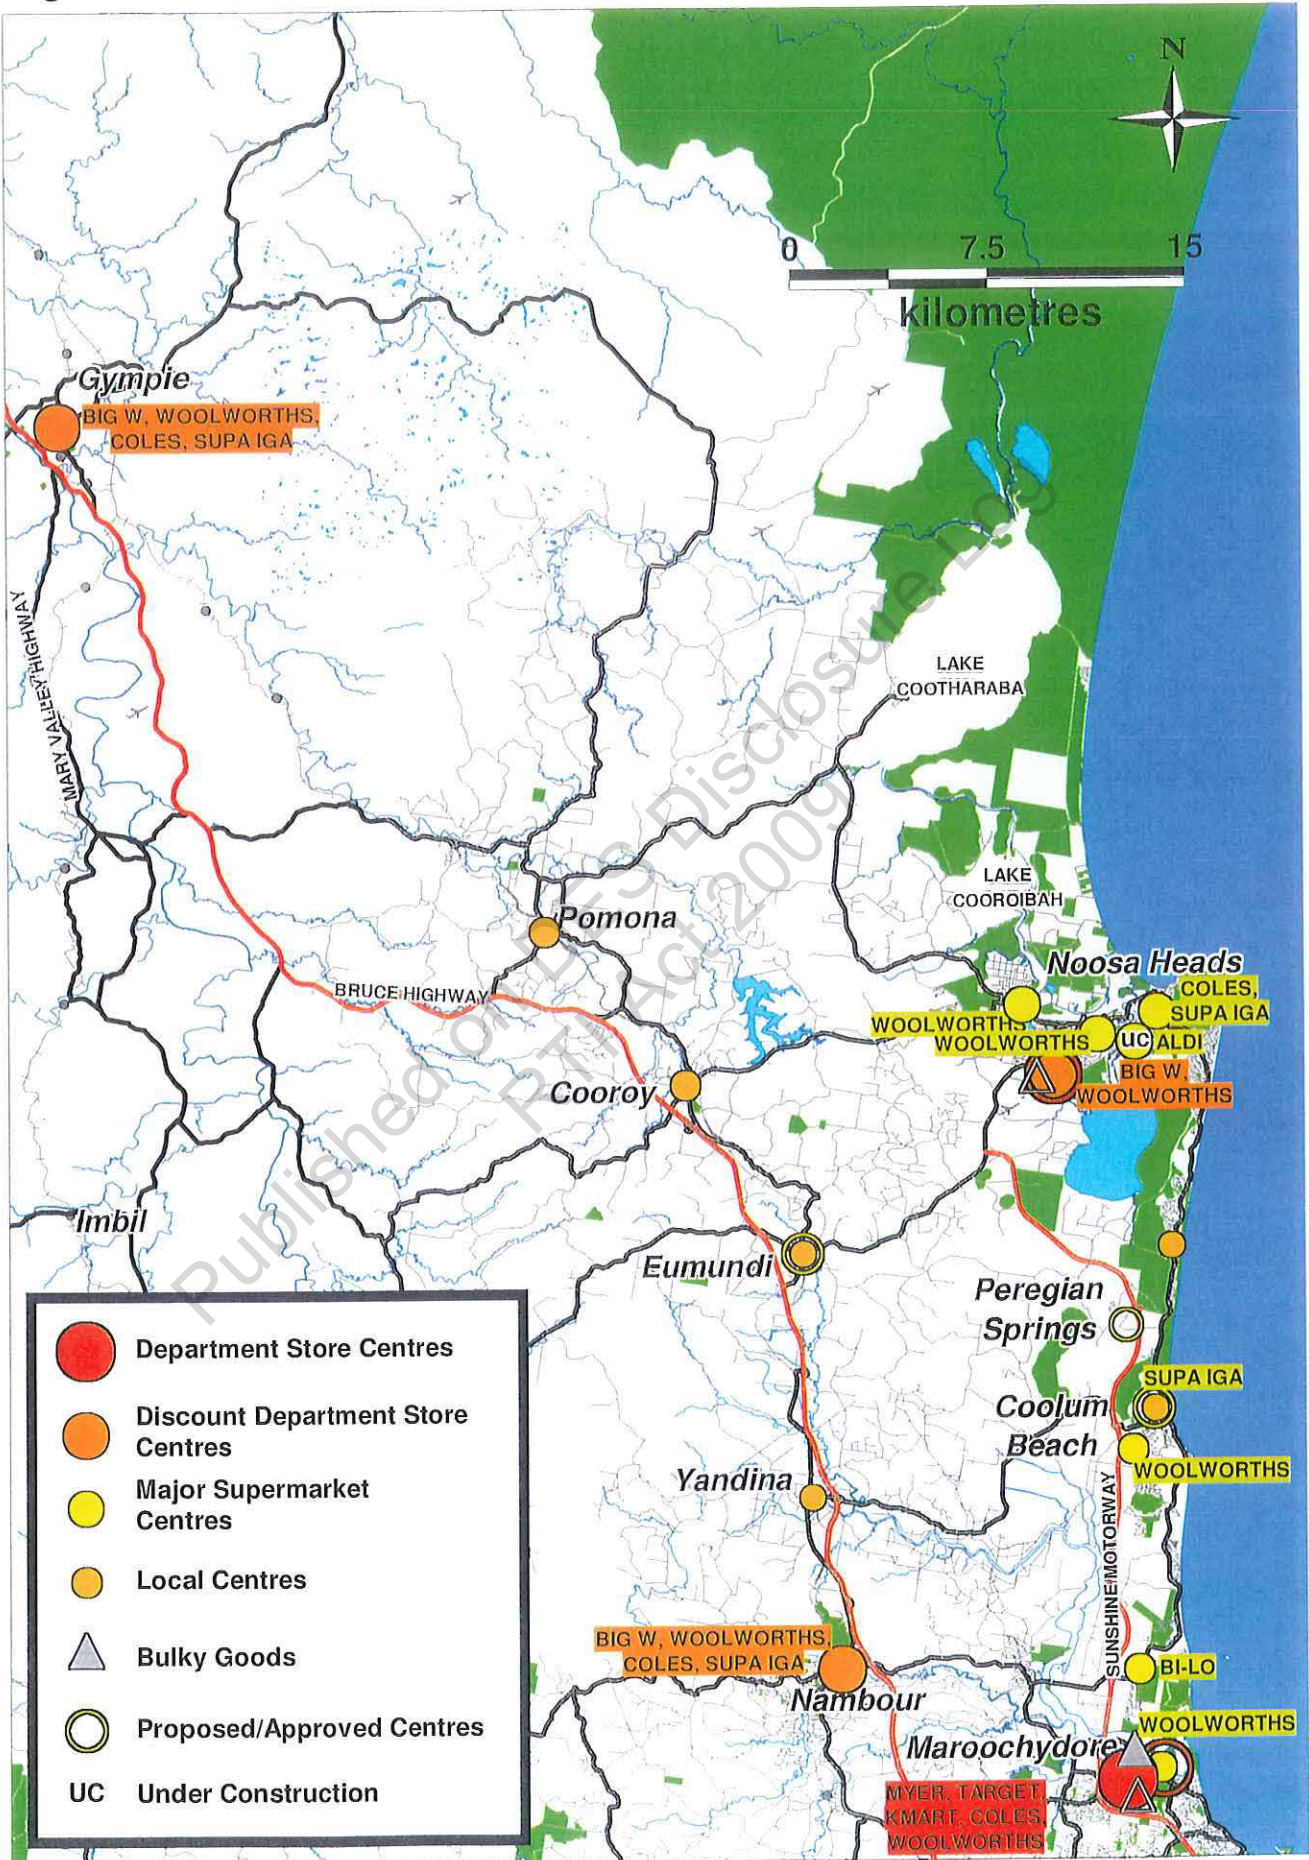 N
0 7.5 15
kilometres
Gympie
BIG W, WOOLWORTHS,
COLES, SUPA IGA
MARY VALLEY HIGHWAY
LAKE
COOTHARABA
LAKE
COOROIBAH
Pomona
BRUCE HIGHWAY
Noosa Heads
COLES,
SUPA IGA
WOOLWORTHS
WOOLWORTHS
UC
ALDI
BIG W,
WOOLWORTHS
Cooroy
Imbil
Eumundi
Peregian
Springs
SUPA IGA
Coolum
Beach
WOOLWORTHS
Yandina
SUNSHINE MOTORWAY
BIG W, WOOLWORTHS,
COLES, SUPA IGA
Nambour
BI-LO
WOOLWORTHS
Maroochydore
MYER, TARGET,
KMART, COLES,
WOOLWORTHS
Department Store Centres
Discount Department Store
Centres
Major Supermarket
Centres
Local Centres
Bulky Goods
Proposed/Approved Centres
UC Under Construction
Published on DES Disclosure Log
RTI Act 2009